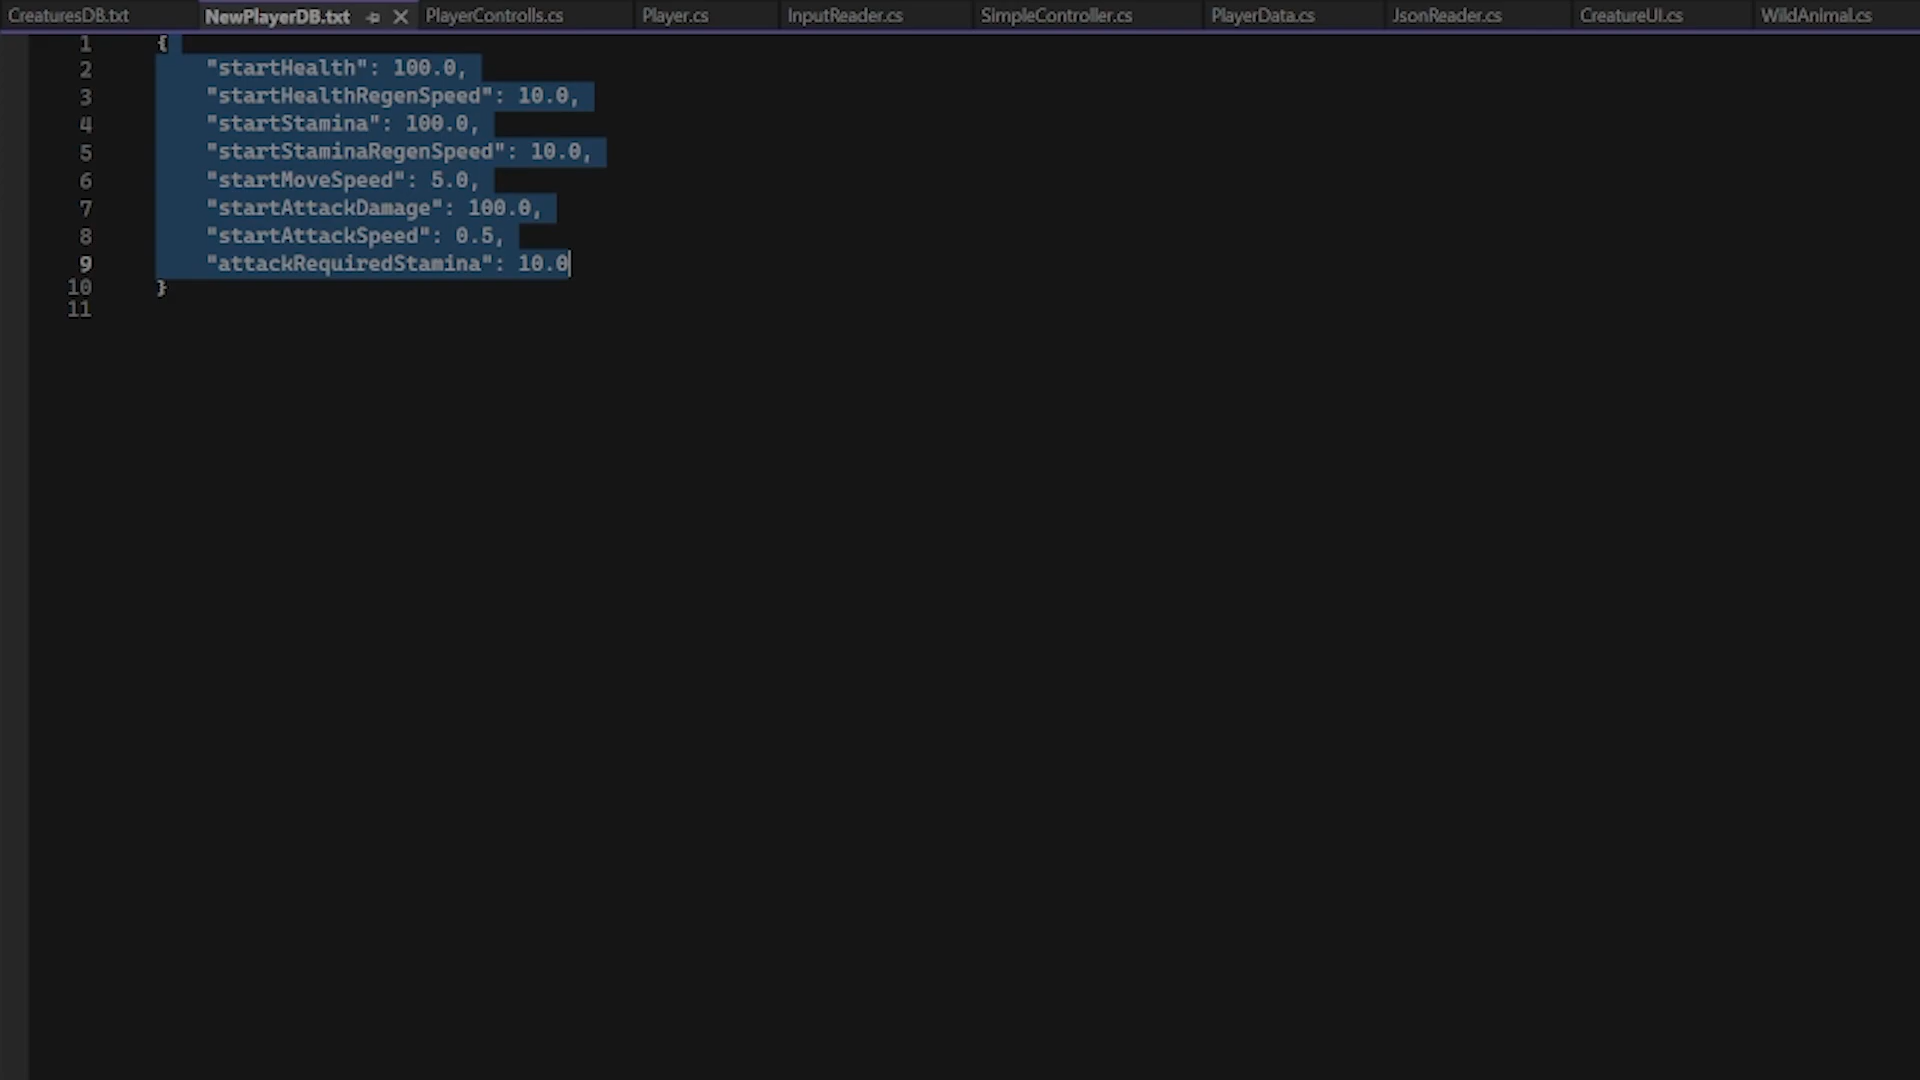 CreaturesDB.txt NewPlayerDB.txt PlayerControlls.cs Player.cs InputReader.cs SimpleController.cs PlayerData.cs JsonReader.cs CreatureUI.cs WildAnimal.cs
1 {
2 "startHealth": 100.0,
3 "startHealthRegenSpeed": 10.0,
4 "startStamina": 100.0,
5 "startStaminaRegenSpeed": 10.0,
6 "startMoveSpeed": 5.0,
7 "startAttackDamage": 100.0,
8 "startAttackSpeed": 0.5,
9 "attackRequiredStamina": 10.0
10 }
11